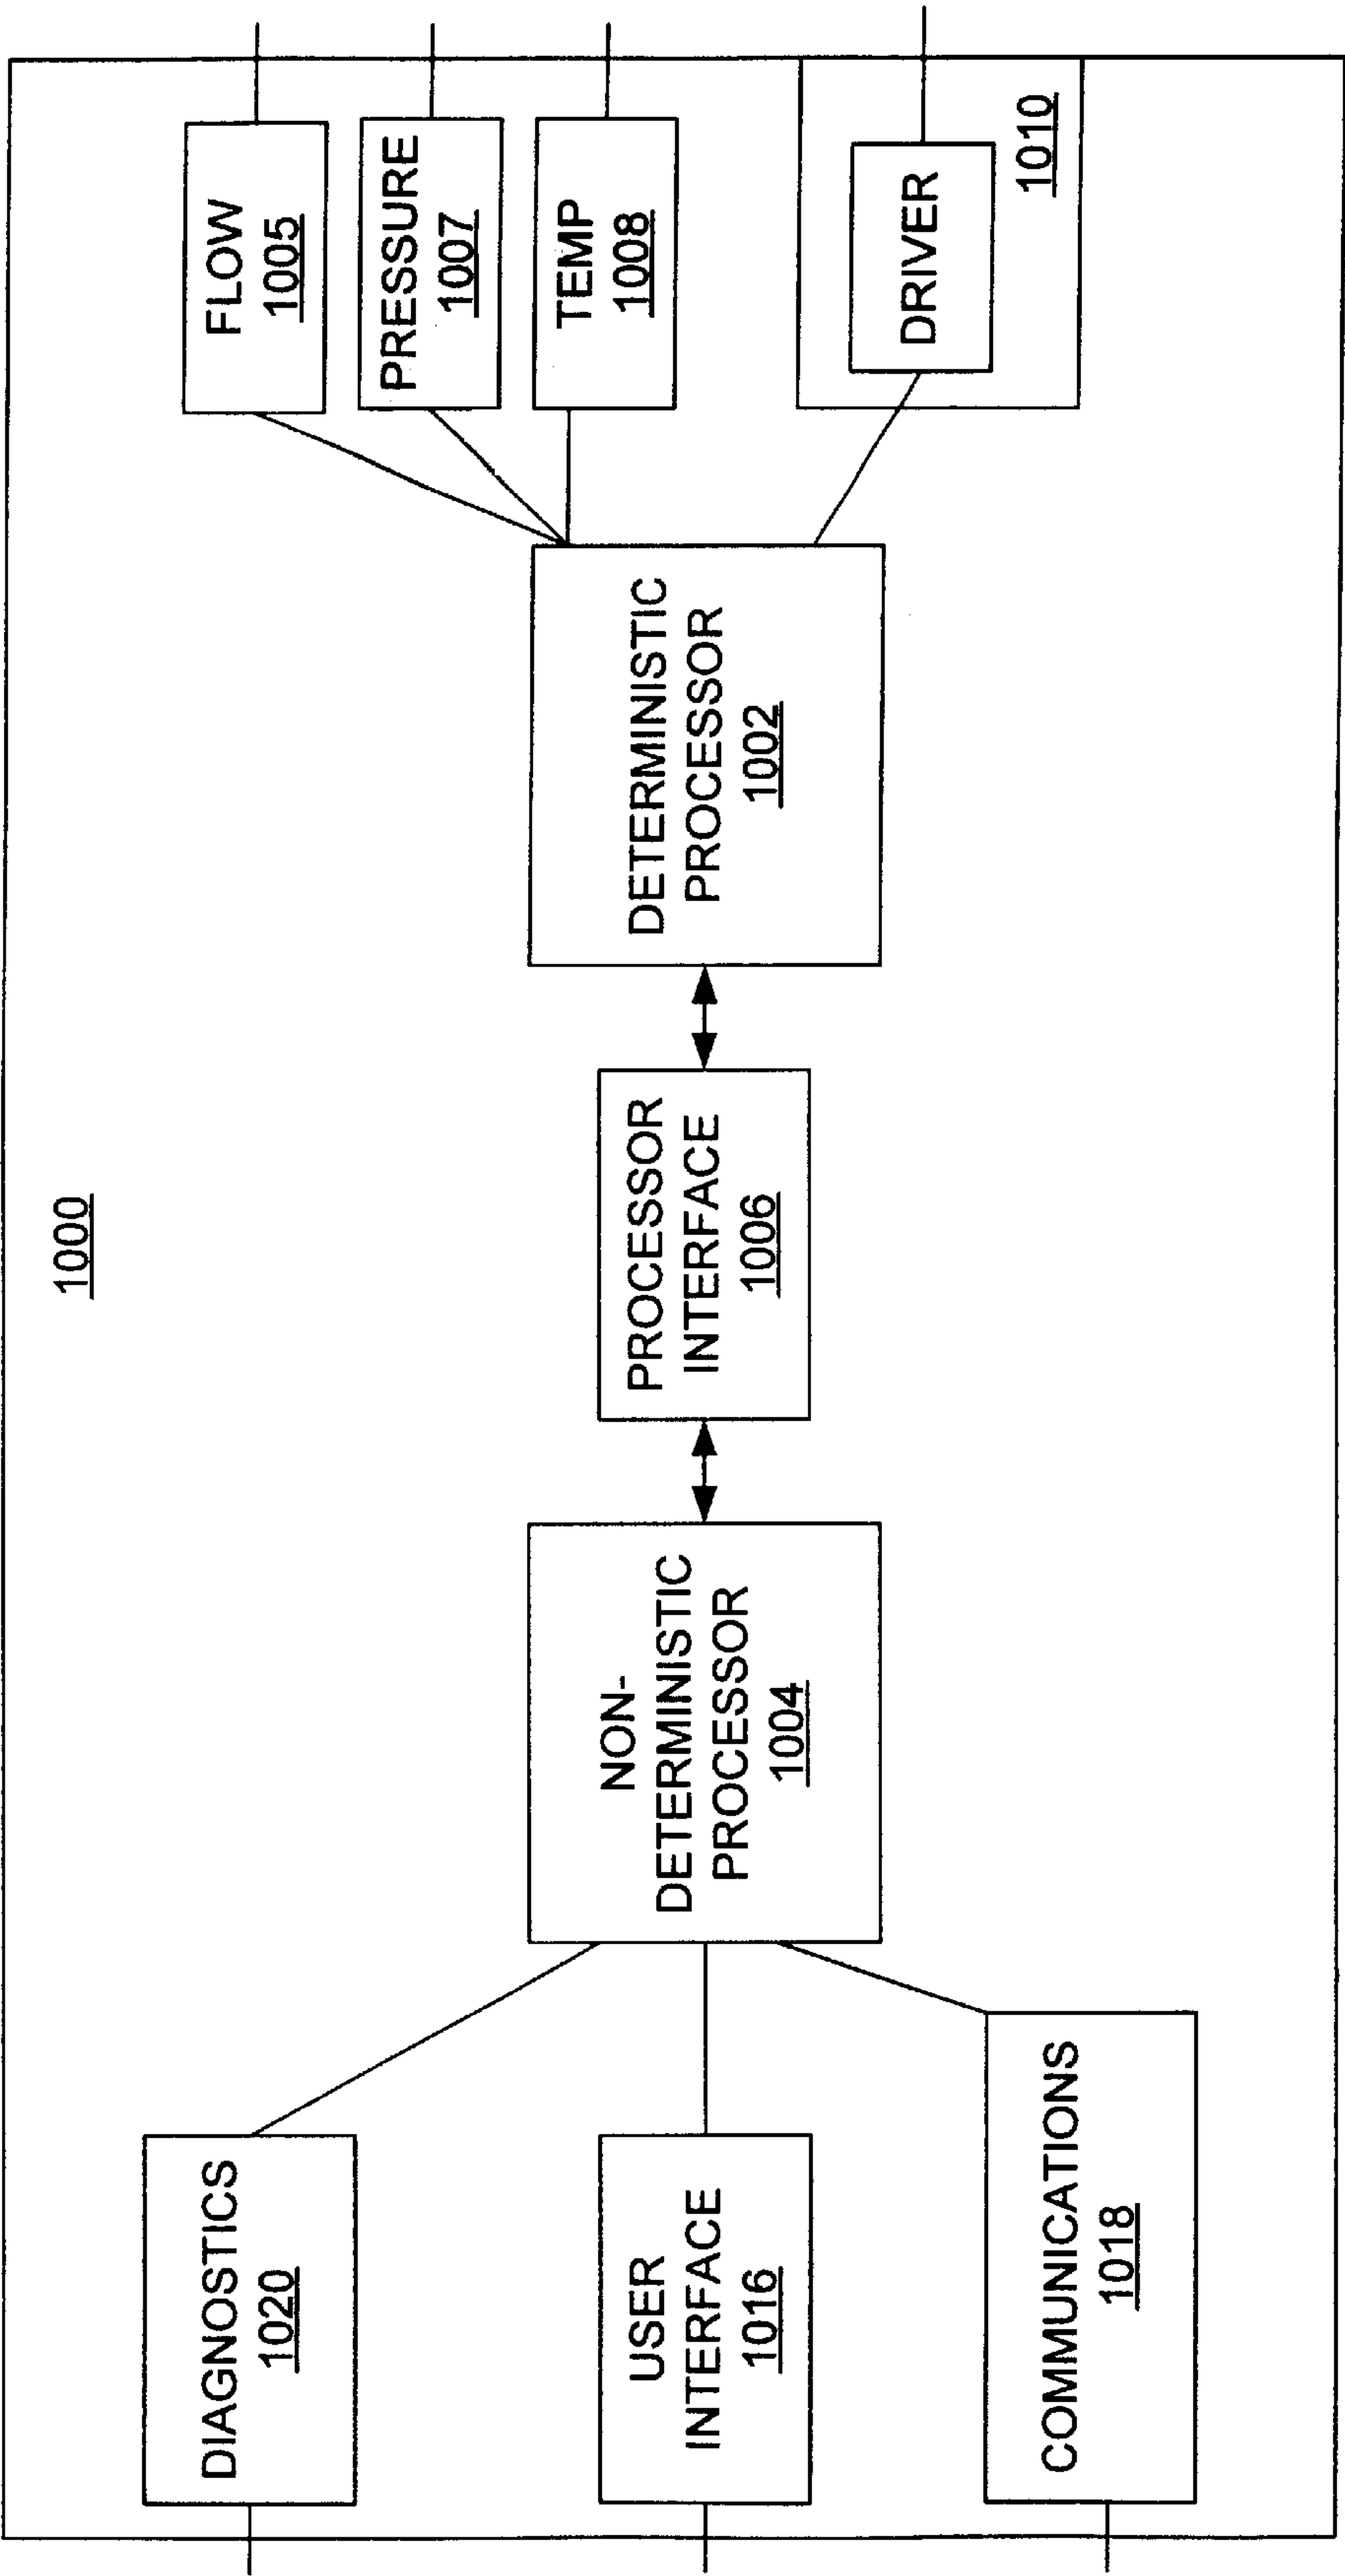 1000
DIAGNOSTICS
1020
USER
INTERFACE
1016
COMMUNICATIONS
1018
NON-
DETERMINISTIC
PROCESSOR
1004
PROCESSOR
INTERFACE
1006
DETERMINISTIC
PROCESSOR
1002
FLOW
1005
PRESSURE
1007
TEMP
1008
DRIVER
1010